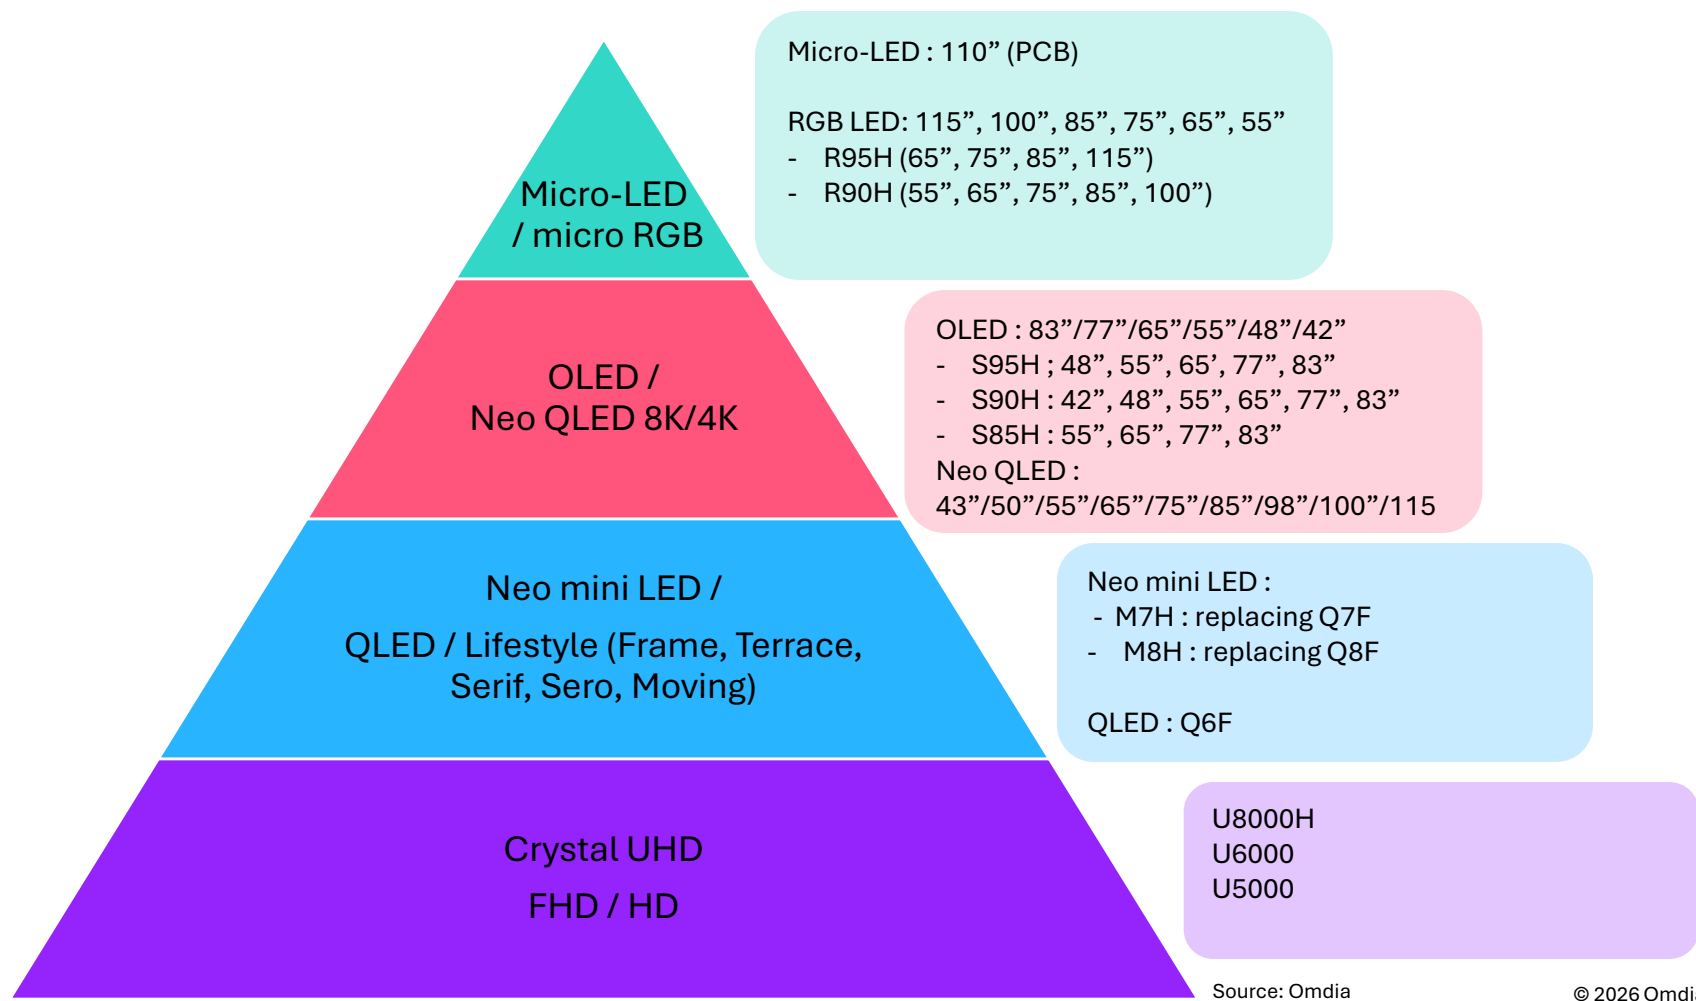 Micro-LED
/ micro RGB
Micro-LED : 110” (PCB)
RGB LED: 115”, 100”, 85”, 75”, 65”, 55”
- R95H (65”, 75”, 85”, 115”)
- R90H (55”, 65”, 75”, 85”, 100”)
OLED /
Neo QLED 8K/4K
OLED : 83”/77”/65”/55”/48”/42”
- S95H ; 48”, 55”, 65’, 77”, 83”
- S90H : 42”, 48”, 55”, 65”, 77”, 83”
- S85H : 55”, 65”, 77”, 83”
Neo QLED :
43”/50”/55”/65”/75”/85”/98”/100”/115
Neo mini LED /
QLED / Lifestyle (Frame, Terrace,
Serif, Sero, Moving)
Neo mini LED :
- M7H : replacing Q7F
- M8H : replacing Q8F
QLED : Q6F
Crystal UHD
FHD / HD
U8000H
U6000
U5000
Source: Omdia
© 2026 Omdia